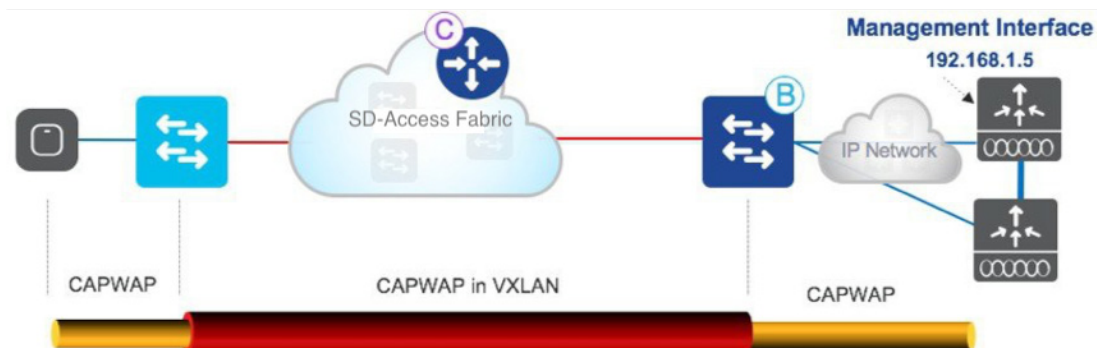 Management Interface
192.168.1.5
C
B
SD-Access Fabric
IP Network
CAPWAP
CAPWAP in VXLAN
CAPWAP